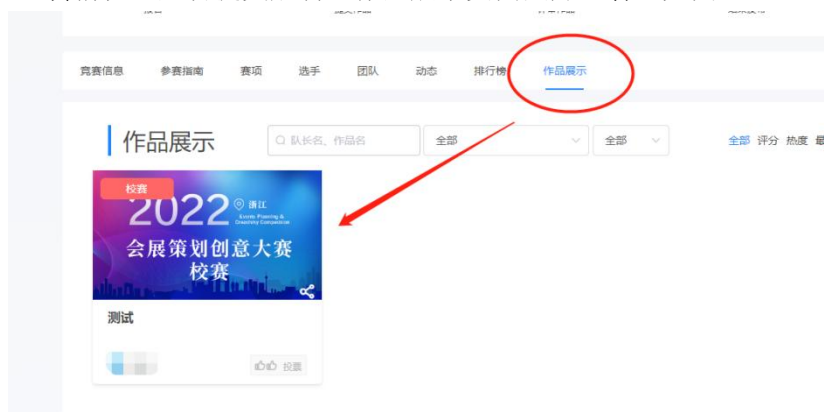 竞赛信息 参赛指南 赛项 选手 团队 动态 排行榜 作品展示
作品展示 队长名、作品名 全部 全部 全部 评分 热度
校赛
2022 浙江
Events Planning &
Creativity Competition
会展策划创意大赛
校赛
测试
投票